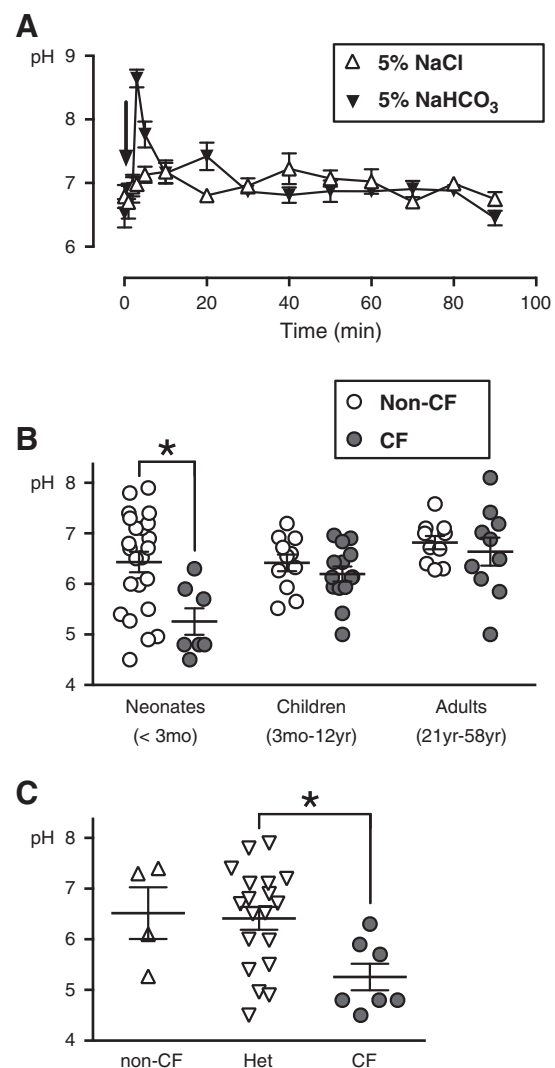 A
pH
9
8
7
6
5% NaCl
5% NaHCO₃
0 20 40 60 80 100
Time (min)
B
Non-CF
CF
*
pH
8
7
6
5
4
Neonates Children Adults
(< 3mo) (3mo-12yr) (21yr-58yr)
C
*
pH
8
7
6
5
4
non-CF Het CF